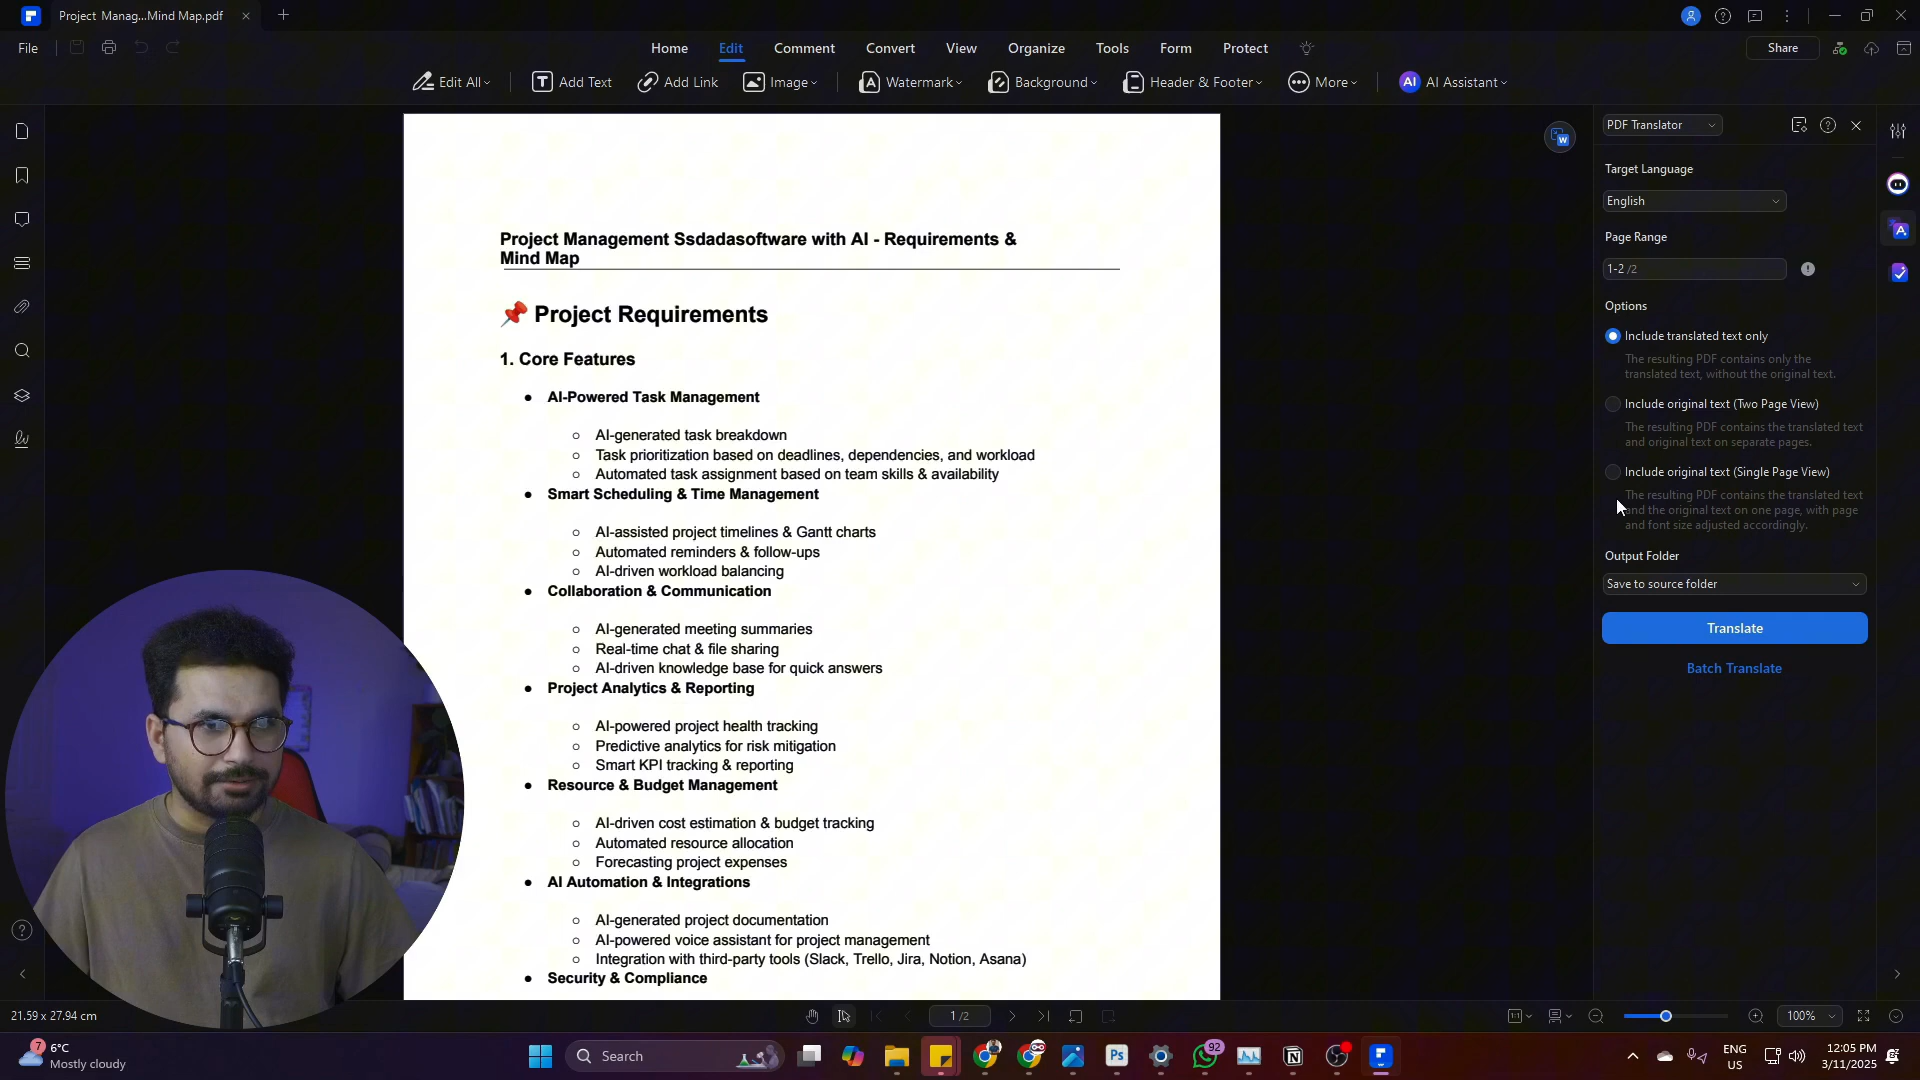 Project Manag...Mind Map.pdf
File
Home
Edit
Comment
Convert
View
Organize
Tools
Form
Protect
Share
Edit All
Add Text
Add Link
Image
Watermark
Background
Header & Footer
More
AI
AI Assistant
Project Management Ssdadasoftware with AI - Requirements &
Mind Map
📌 Project Requirements
1. Core Features
● AI-Powered Task Management
○ AI-generated task breakdown
○ Task prioritization based on deadlines, dependencies, and workload
○ Automated task assignment based on team skills & availability
● Smart Scheduling & Time Management
○ AI-assisted project timelines & Gantt charts
○ Automated reminders & follow-ups
○ AI-driven workload balancing
● Collaboration & Communication
○ AI-generated meeting summaries
○ Real-time chat & file sharing
○ AI-driven knowledge base for quick answers
● Project Analytics & Reporting
○ AI-powered project health tracking
○ Predictive analytics for risk mitigation
○ Smart KPI tracking & reporting
● Resource & Budget Management
○ AI-driven cost estimation & budget tracking
○ Automated resource allocation
○ Forecasting project expenses
● AI Automation & Integrations
○ AI-generated project documentation
○ AI-powered voice assistant for project management
○ Integration with third-party tools (Slack, Trello, Jira, Notion, Asana)
● Security & Compliance
PDF Translator
Target Language
English
Page Range
1-2 /2
Options
Include translated text only
The resulting PDF contains only the
translated text, without the original text.
Include original text (Two Page View)
The resulting PDF contains the translated text
and original text on separate pages.
Include original text (Single Page View)
The resulting PDF contains the translated text
and the original text on one page, with page
and font size adjusted accordingly.
Output Folder
Save to source folder
Translate
Batch Translate
21.59 x 27.94 cm
1 /2
100%
7
6°C
Mostly cloudy
Search
Ps
92
ENG
US
12:05 PM
3/11/2025